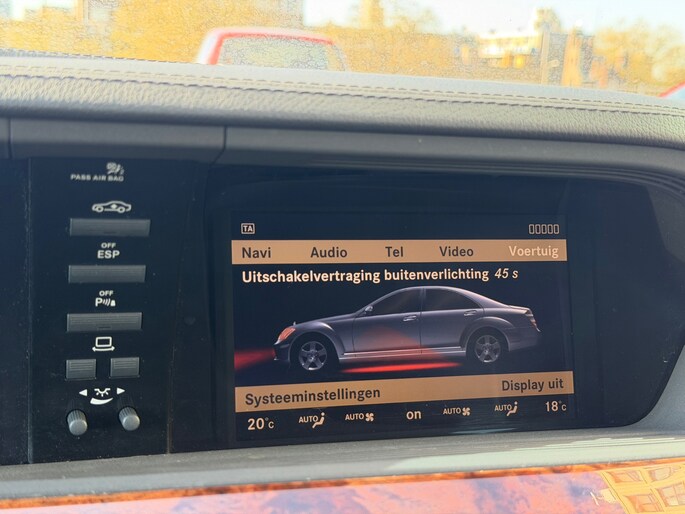 PASS AIR BAG
OFF
ESP
OFF
P
TA
Navi Audio Tel Video Voertuig
Uitschakelvertraging buitenverlichting 45 s
Systeeminstellingen Display uit
20°C AUTO AUTO on AUTO AUTO 18°C